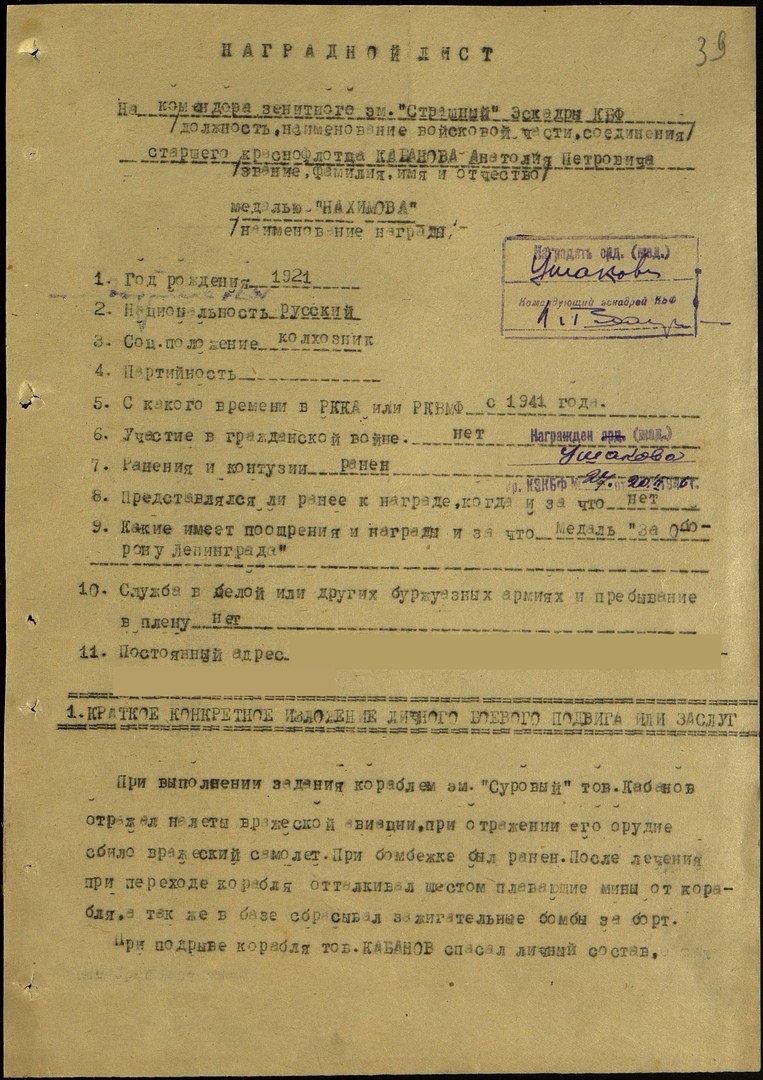 39
НАГРАДНОЙ ЛИСТ
На командора зенитного эм."Страшный" Эскадры КБФ
/должность,наименование войсковой части,соединения/
старшего краснофлотца КАБАНОВА Анатолия Петровича
/звание,фамилия,имя и отчество/
медалью "НАХИМОВА"
/наименование награды/
Наградить орд. (мед.)
Ушакова
Командующий эскадрой КБФ
1. Год рождения 1921
2. Национальность Русский
3. Соц.положение колхозник
4. Партийность
5. С какого времени в РККА или РКВМФ с 1941 года.
6. Участие в гражданской войне. нет
Награжден орд. (мед.)
Ушакова
7. Ранения и контузии ранен
8. Представлялся ли ранее к награде,когда и за что нет
9. Какие имеет поощрения и награды и за что медаль "За Обо-
рону Ленинграда"
10. Служба в белой или других буржуазных армиях и пребывание
в плену нет
11. Постоянный адрес
1.КРАТКОЕ КОНКРЕТНОЕ ИЗЛОЖЕНИЕ ЛИЧНОГО БОЕВОГО ПОДВИГА ИЛИ ЗАСЛУГ
При выполнении задания кораблем эм."Суровый" тов.Кабанов
отражал налеты вражеской авиации,при отражении его орудие
сбило вражеский самолет.При бомбежке был ранен.После лечения
при переходе корабля отталкивал шестом плавающие мины от кора-
бля,а так же в базе сбрасывал зажигательные бомбы за борт.
При подрыве корабля тов.КАБАНОВ спасал личный состав,